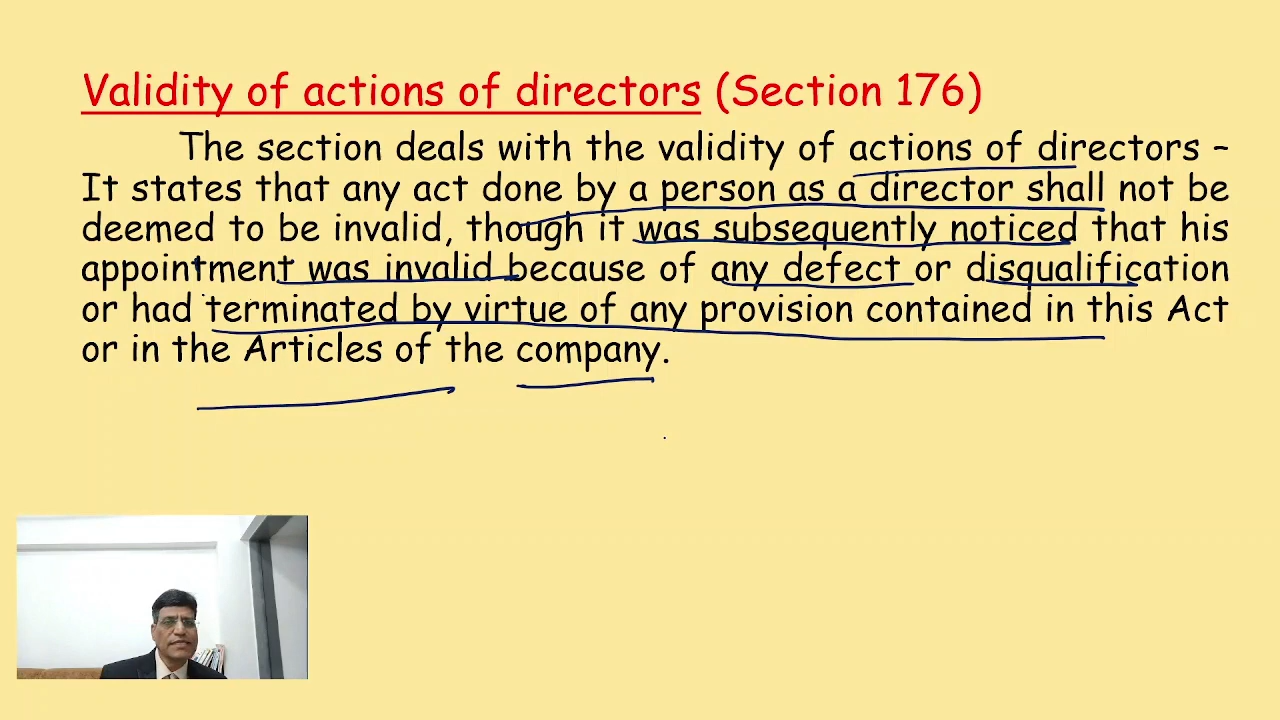 Validity of actions of directors (Section 176)
The section deals with the validity of actions of directors –
It states that any act done by a person as a director shall not be
deemed to be invalid, though it was subsequently noticed that his
appointment was invalid because of any defect or disqualification
or had terminated by virtue of any provision contained in this Act
or in the Articles of the company.